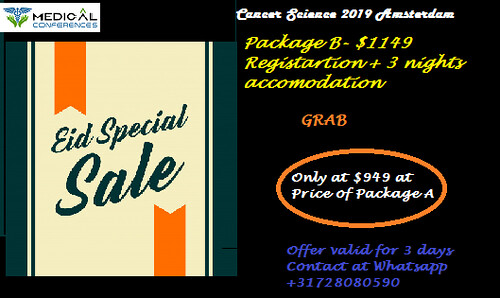 MEDICAL
CONFERENCES
Cancer Science 2019 Amsterdam
Package B- $1149
Registartion + 3 nights
accomodation
GRAB
Eid Special
Sale
Only at $949 at
Price of Package A
Offer valid for 3 days
Contact at Whatsapp
+31728080590